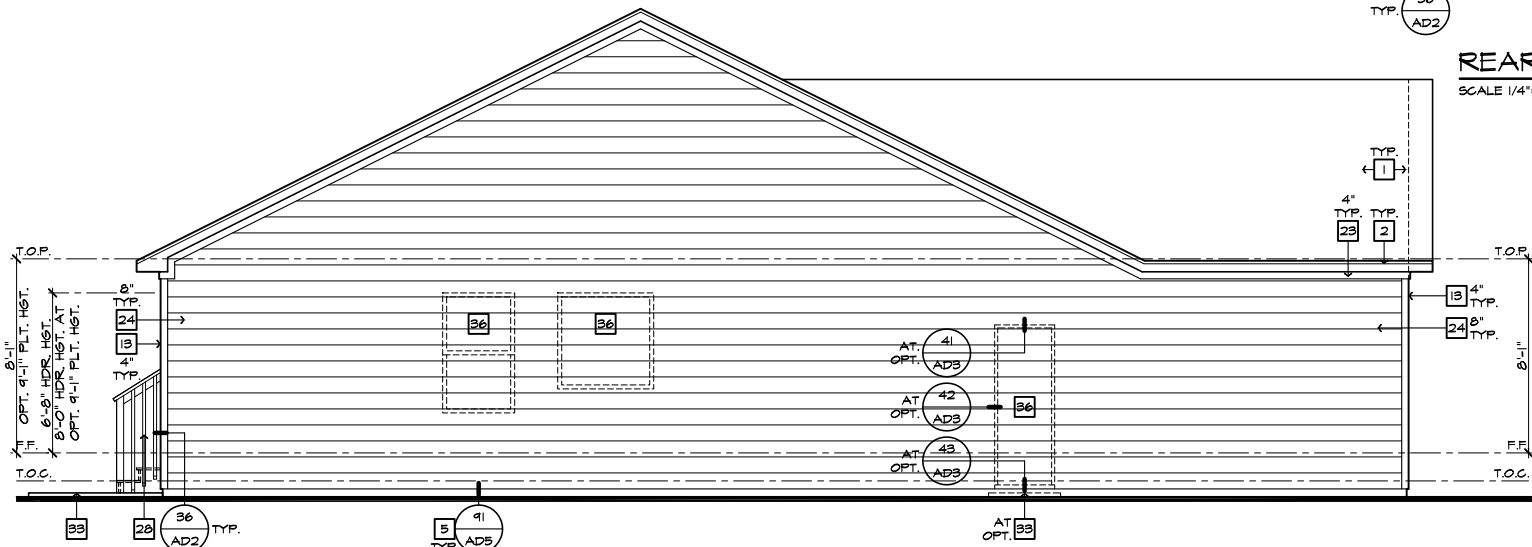 36
TYP.
AD2
REAR
SCALE 1/4"=
TYP.
1
4"
TYP.
TYP.
23
2
T.O.P.
T.O.P.
8'-1"
OPT. 9'-1" PLT. HGT.
6'-8" HDR. HGT.
8'-0" HDR. HGT. AT
OPT. 9'-1" PLT. HGT.
8"
TYP.
24
13
4"
TYP.
36
36
13
4"
TYP.
24
8"
TYP.
8'-1"
AT
OPT.
41
AD3
AT
OPT.
42
AD3
36
AT
OPT.
43
AD3
F.F.
F.F.
T.O.C.
T.O.C.
33
28
36
AD2
TYP.
5
TYP.
91
AD5
AT
OPT.
33